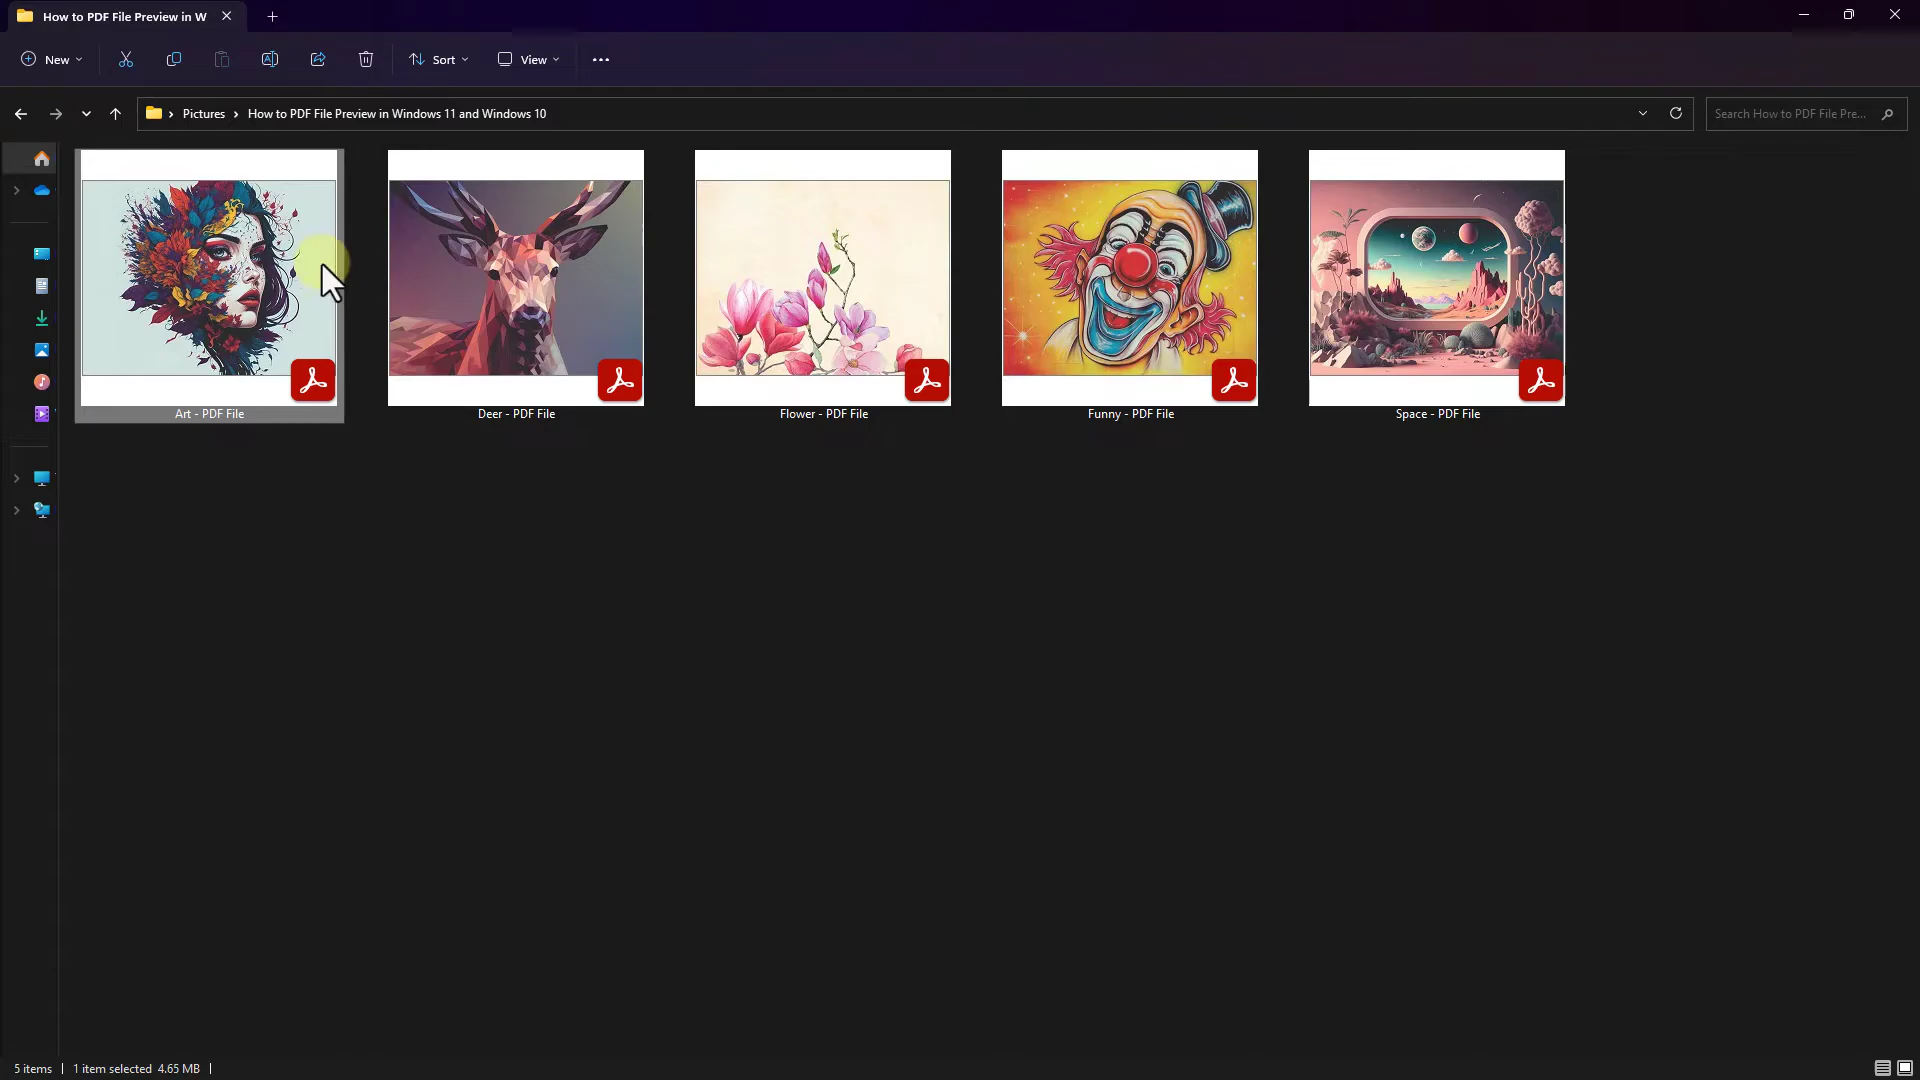 How to PDF File Preview in W
New
Sort
View
Pictures > How to PDF File Preview in Windows 11 and Windows 10
Search How to PDF File Pre...
Art - PDF File
Deer - PDF File
Flower - PDF File
Funny - PDF File
Space - PDF File
5 items | 1 item selected 4.65 MB |